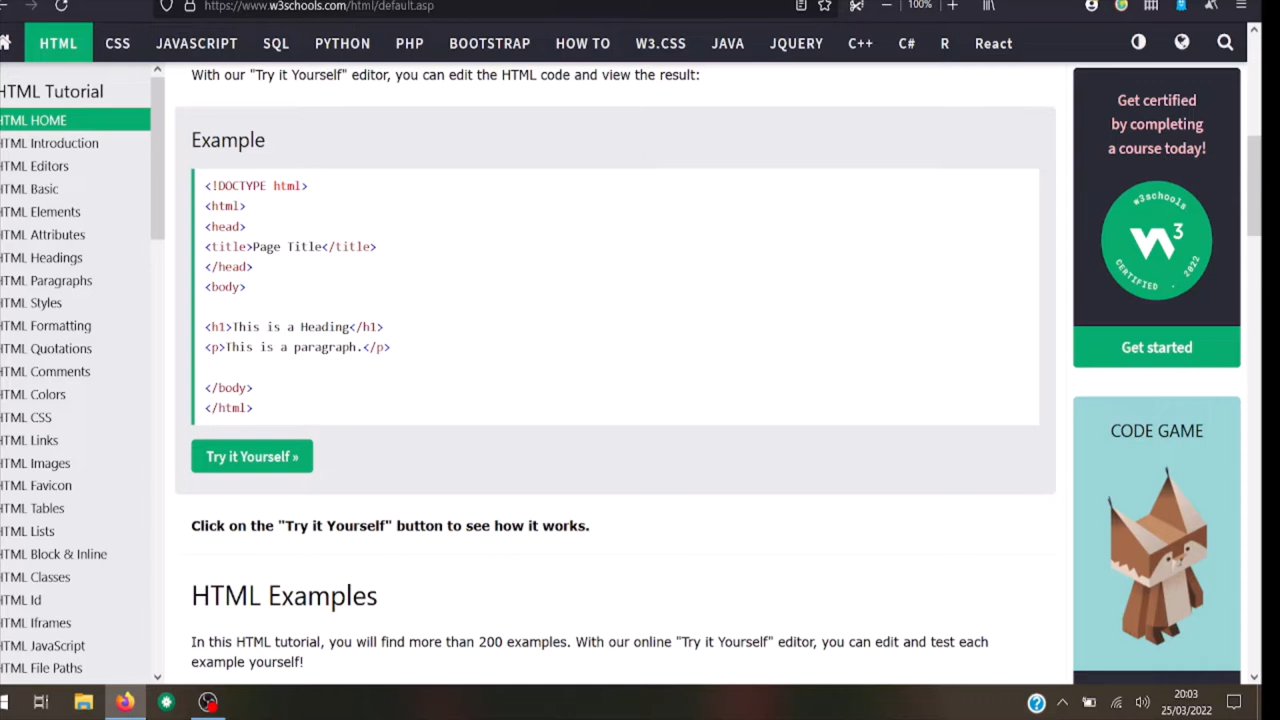 https://www.w3schools.com/html/default.asp
100%
HTML
CSS
JAVASCRIPT
SQL
PYTHON
PHP
BOOTSTRAP
HOW TO
W3.CSS
JAVA
JQUERY
C++
C#
R
React
HTML Tutorial
HTML HOME
HTML Introduction
HTML Editors
HTML Basic
HTML Elements
HTML Attributes
HTML Headings
HTML Paragraphs
HTML Styles
HTML Formatting
HTML Quotations
HTML Comments
HTML Colors
HTML CSS
HTML Links
HTML Images
HTML Favicon
HTML Tables
HTML Lists
HTML Block & Inline
HTML Classes
HTML Id
HTML Iframes
HTML JavaScript
HTML File Paths
With our "Try it Yourself" editor, you can edit the HTML code and view the result:
Example
<!DOCTYPE html>
<html>
<head>
<title>Page Title</title>
</head>
<body>
<h1>This is a Heading</h1>
<p>This is a paragraph.</p>
</body>
</html>
Try it Yourself »
Click on the "Try it Yourself" button to see how it works.
HTML Examples
In this HTML tutorial, you will find more than 200 examples. With our online "Try it Yourself" editor, you can edit and test each
example yourself!
Get certified
by completing
a course today!
w3schools
W3
CERTIFIED . 2022
Get started
CODE GAME
20:03
25/03/2022